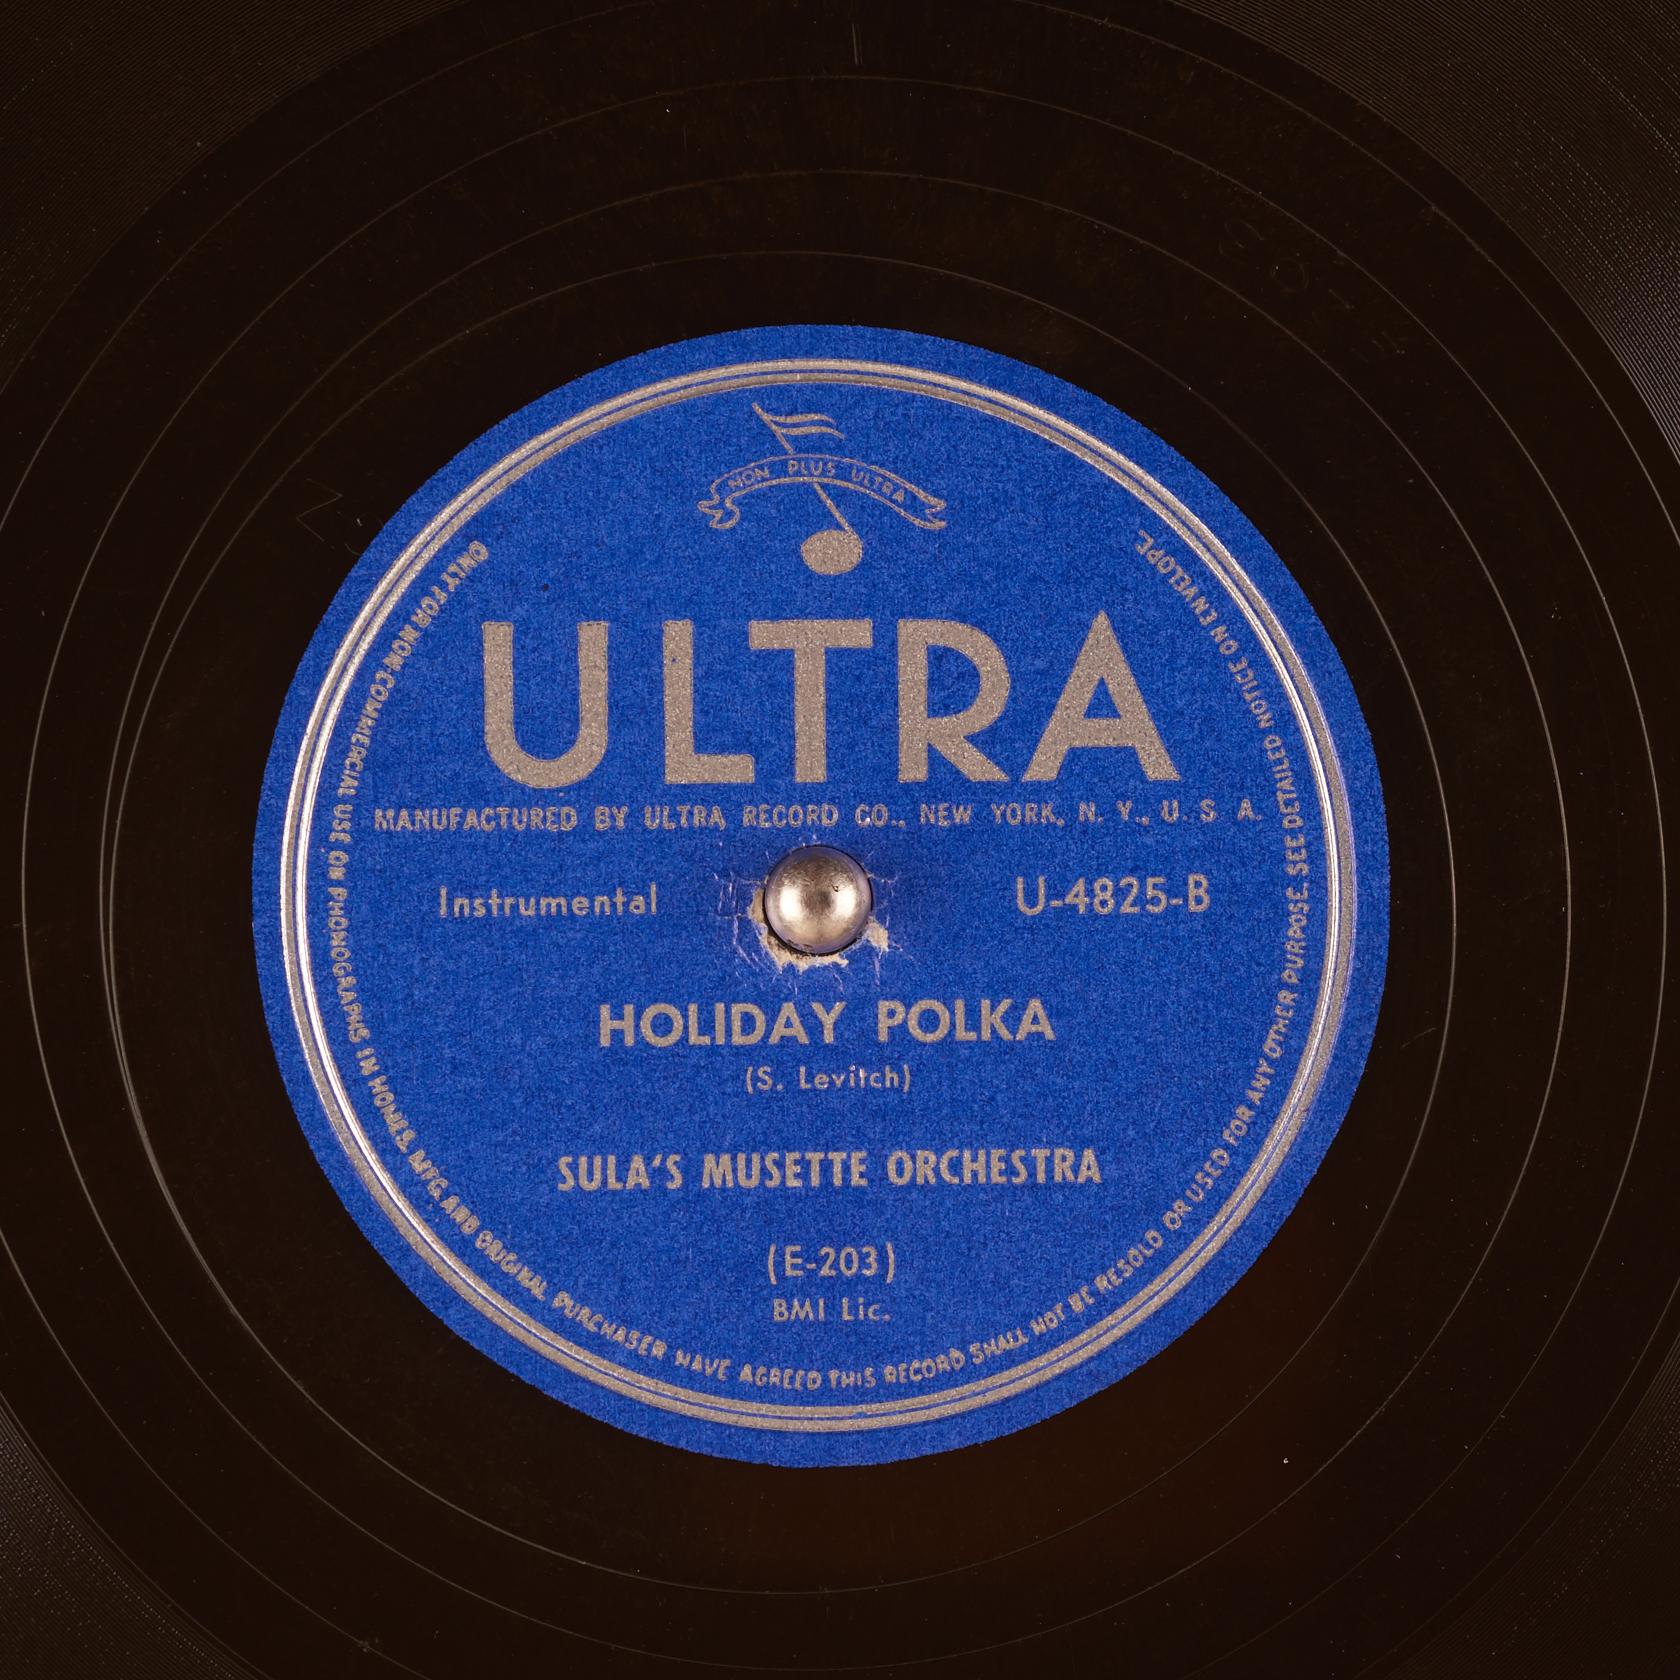 NON PLUS ULTRA
ULTRA
MANUFACTURED BY ULTRA RECORD CO., NEW YORK, N. Y., U. S. A.
Instrumental
U-4825-B
HOLIDAY POLKA
(S. Levitch)
SULA'S MUSETTE ORCHESTRA
(E-203)
BMI Lic.
ONLY FOR NON-COMMERCIAL USE ON PHONOGRAPHS IN HOMES. MFG. AND ORIGINAL PURCHASER HAVE AGREED THIS RECORD SHALL NOT BE RESOLD OR USED FOR ANY OTHER PURPOSE. SEE DETAILED NOTICE ON ENVELOPE.